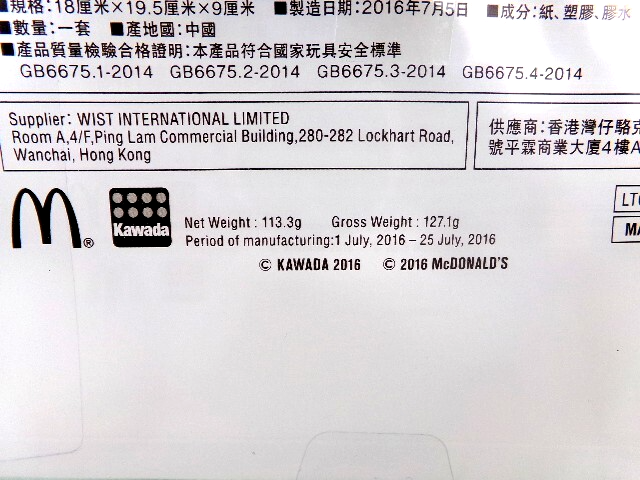 ■規格:18厘米×19.5厘米×9厘米 ■製造日期:2016年7月5日 ■成分:紙、塑膠、膠水
■數量:一套 ■產地國:中國
■產品質量檢驗合格證明:本產品符合國家玩具安全標準
GB6675.1-2014 GB6675.2-2014 GB6675.3-2014 GB6675.4-2014
Supplier: WIST INTERNATIONAL LIMITED
Room A,4/F,Ping Lam Commercial Building,280-282 Lockhart Road,
Wanchai, Hong Kong
供應商:香港灣仔駱克
號平霖商業大廈4樓A
LT
MA
M®
Kawada
Net Weight : 113.3g Gross Weight : 127.1g
Period of manufacturing:1 July, 2016 – 25 July, 2016
© KAWADA 2016 © 2016 McDONALD'S